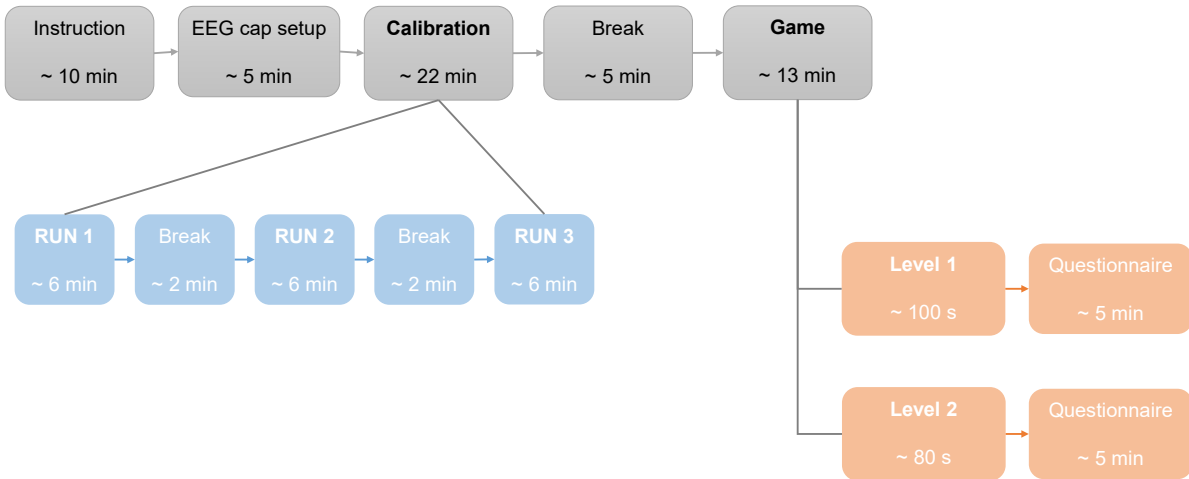 Instruction
~ 10 min
EEG cap setup
~ 5 min
Calibration
~ 22 min
Break
~ 5 min
Game
~ 13 min
RUN 1
~ 6 min
Break
~ 2 min
RUN 2
~ 6 min
Break
~ 2 min
RUN 3
~ 6 min
Level 1
~ 100 s
Questionnaire
~ 5 min
Level 2
~ 80 s
Questionnaire
~ 5 min